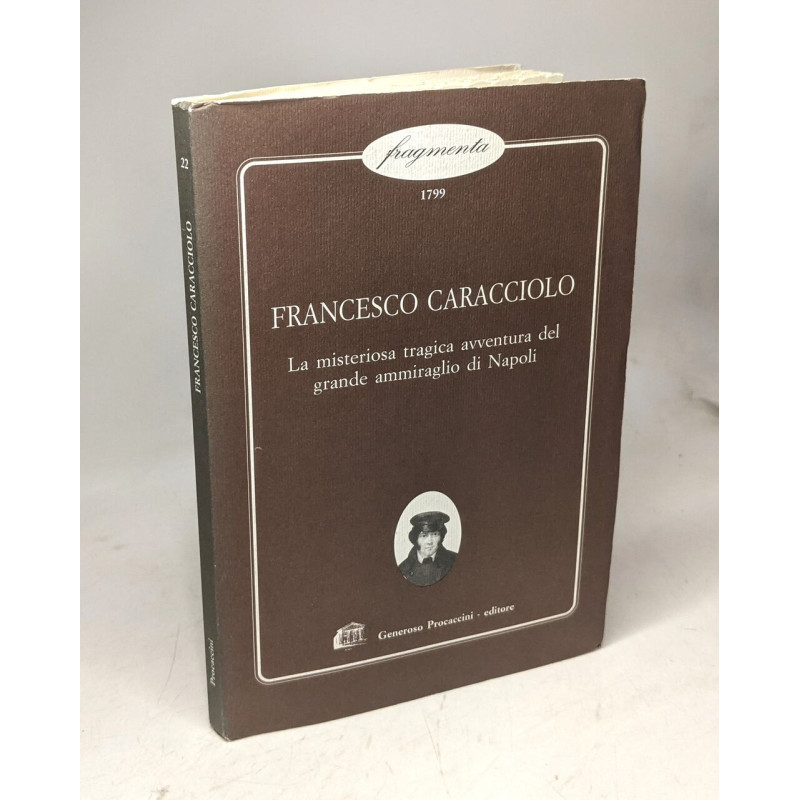 fragmenta
1799
FRANCESCO CARACCIOLO
La misteriosa tragica avventura del
grande ammiraglio di Napoli
Generoso Procaccini - editore
22
FRANCESCO CARACCIOLO
Procaccini